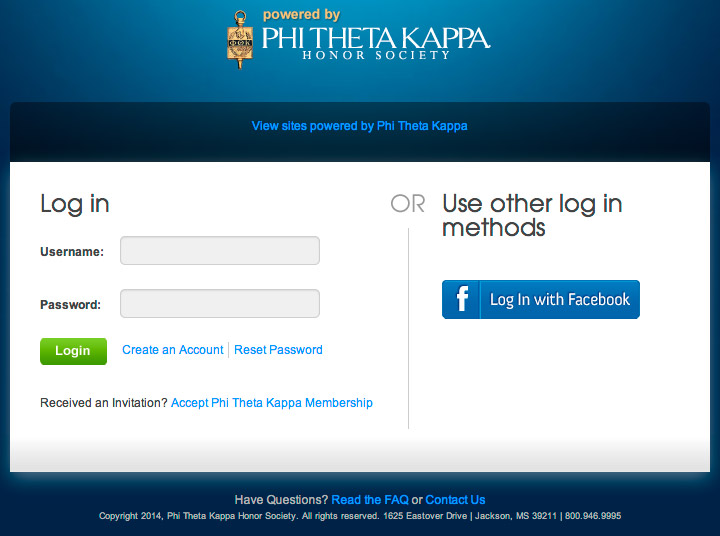 powered by
ΦΘΚ
PHI THETA KAPPA
HONOR SOCIETY
View sites powered by Phi Theta Kappa
Log in
OR
Use other log in
methods
Username:
Password:
f Log In with Facebook
Login
Create an Account | Reset Password
Received an Invitation? Accept Phi Theta Kappa Membership
Have Questions? Read the FAQ or Contact Us
Copyright 2014, Phi Theta Kappa Honor Society. All rights reserved. 1625 Eastover Drive | Jackson, MS 39211 | 800.946.9995